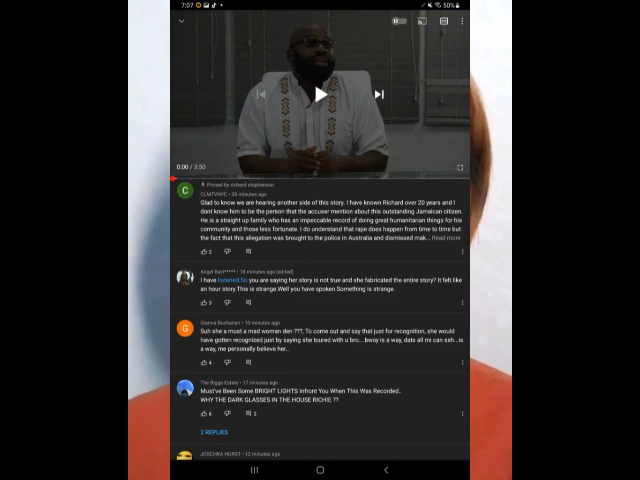 7:07
50%
0:00 / 3:50
Pinned by richard stephenson
CLMTVNYC • 35 minutes ago
Glad to know we are hearing another side of this story. I have known Richard over 20 years and I
dont know him to be the person that the accuser mention about this outstanding Jamaican citizen.
He is a straight up family who has an impeccable record of doing great humanitarian things for his
community and those less fortunate. I do understand that rape does happen from time to time but
the fact that this allegation was brought to the police in Australia and dismissed mak... Read more
2
Angel Bart***** • 18 minutes ago (edited)
I have listened.So you are saying her story is not true and she fabricated the entire story? It felt like
an hour story.This is strange.Well you have spoken.Something is strange.
3
G
Gianna Buchanan • 10 minutes ago
Suh she a must a mad woman den ???, To come out and say that just for recognition, she would
have gotten recognized just by saying she toured with u bro....bwoy is a way, dats all mi can seh...is
a way, me personally believe her...
4
The Biggs Estate • 17 minutes ago
Must've Been Some BRIGHT LIGHTS Infront You When This Was Recorded..
WHY THE DARK GLASSES IN THE HOUSE RICHIE ??
6 2
2 REPLIES
JOSCHKA HURST • 12 minutes ago